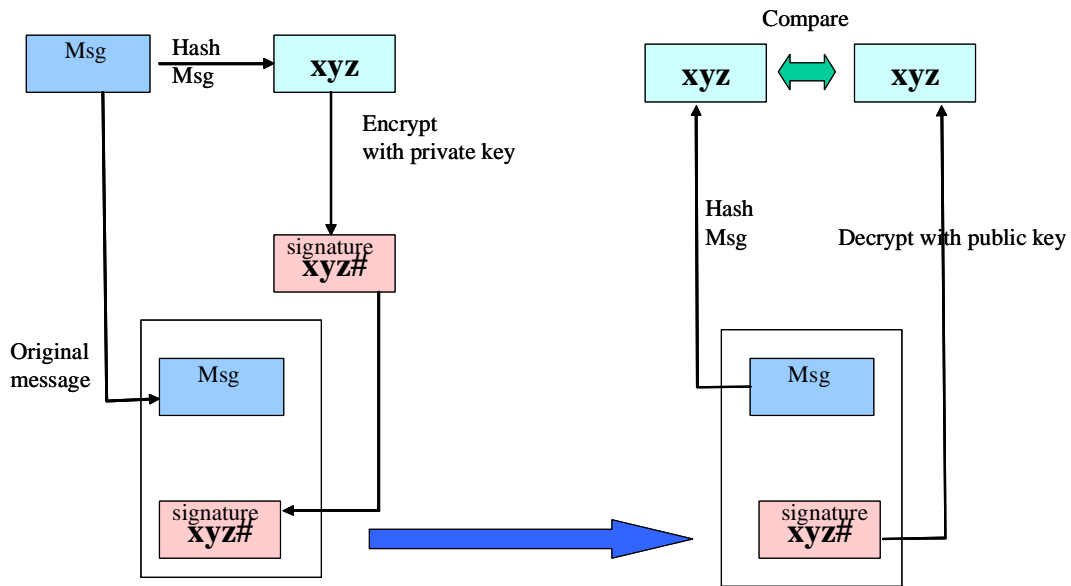 Msg
Hash
Msg
xyz
Encrypt
with private key
signature
xyz#
Original
message
Msg
signature
xyz#
Compare
xyz
xyz
Hash
Msg
Decrypt with public key
Msg
signature
xyz#